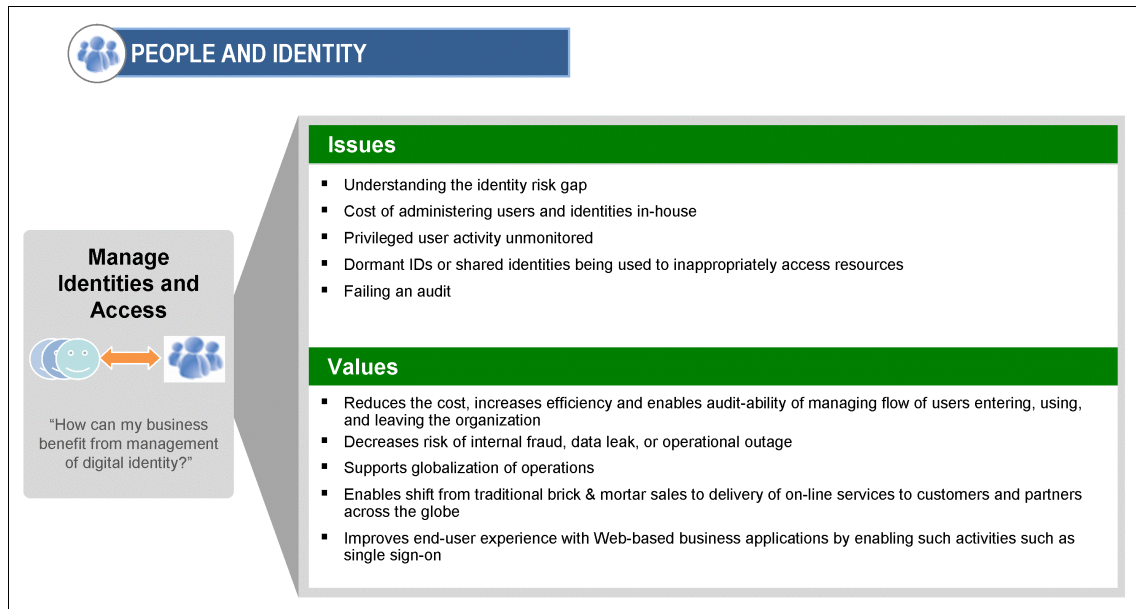 PEOPLE AND IDENTITY
Manage
Identities and
Access
“How can my business
benefit from management
of digital identity?”
Issues
▪ Understanding the identity risk gap
▪ Cost of administering users and identities in-house
▪ Privileged user activity unmonitored
▪ Dormant IDs or shared identities being used to inappropriately access resources
▪ Failing an audit
Values
▪ Reduces the cost, increases efficiency and enables audit-ability of managing flow of users entering, using,
and leaving the organization
▪ Decreases risk of internal fraud, data leak, or operational outage
▪ Supports globalization of operations
▪ Enables shift from traditional brick & mortar sales to delivery of on-line services to customers and partners
across the globe
▪ Improves end-user experience with Web-based business applications by enabling such activities such as
single sign-on